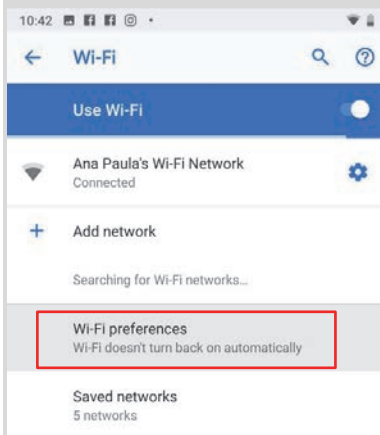 10:42
Wi-Fi
Use Wi-Fi
Ana Paula's Wi-Fi Network
Connected
Add network
Searching for Wi-Fi networks...
Wi-Fi preferences
Wi-Fi doesn't turn back on automatically
Saved networks
5 networks